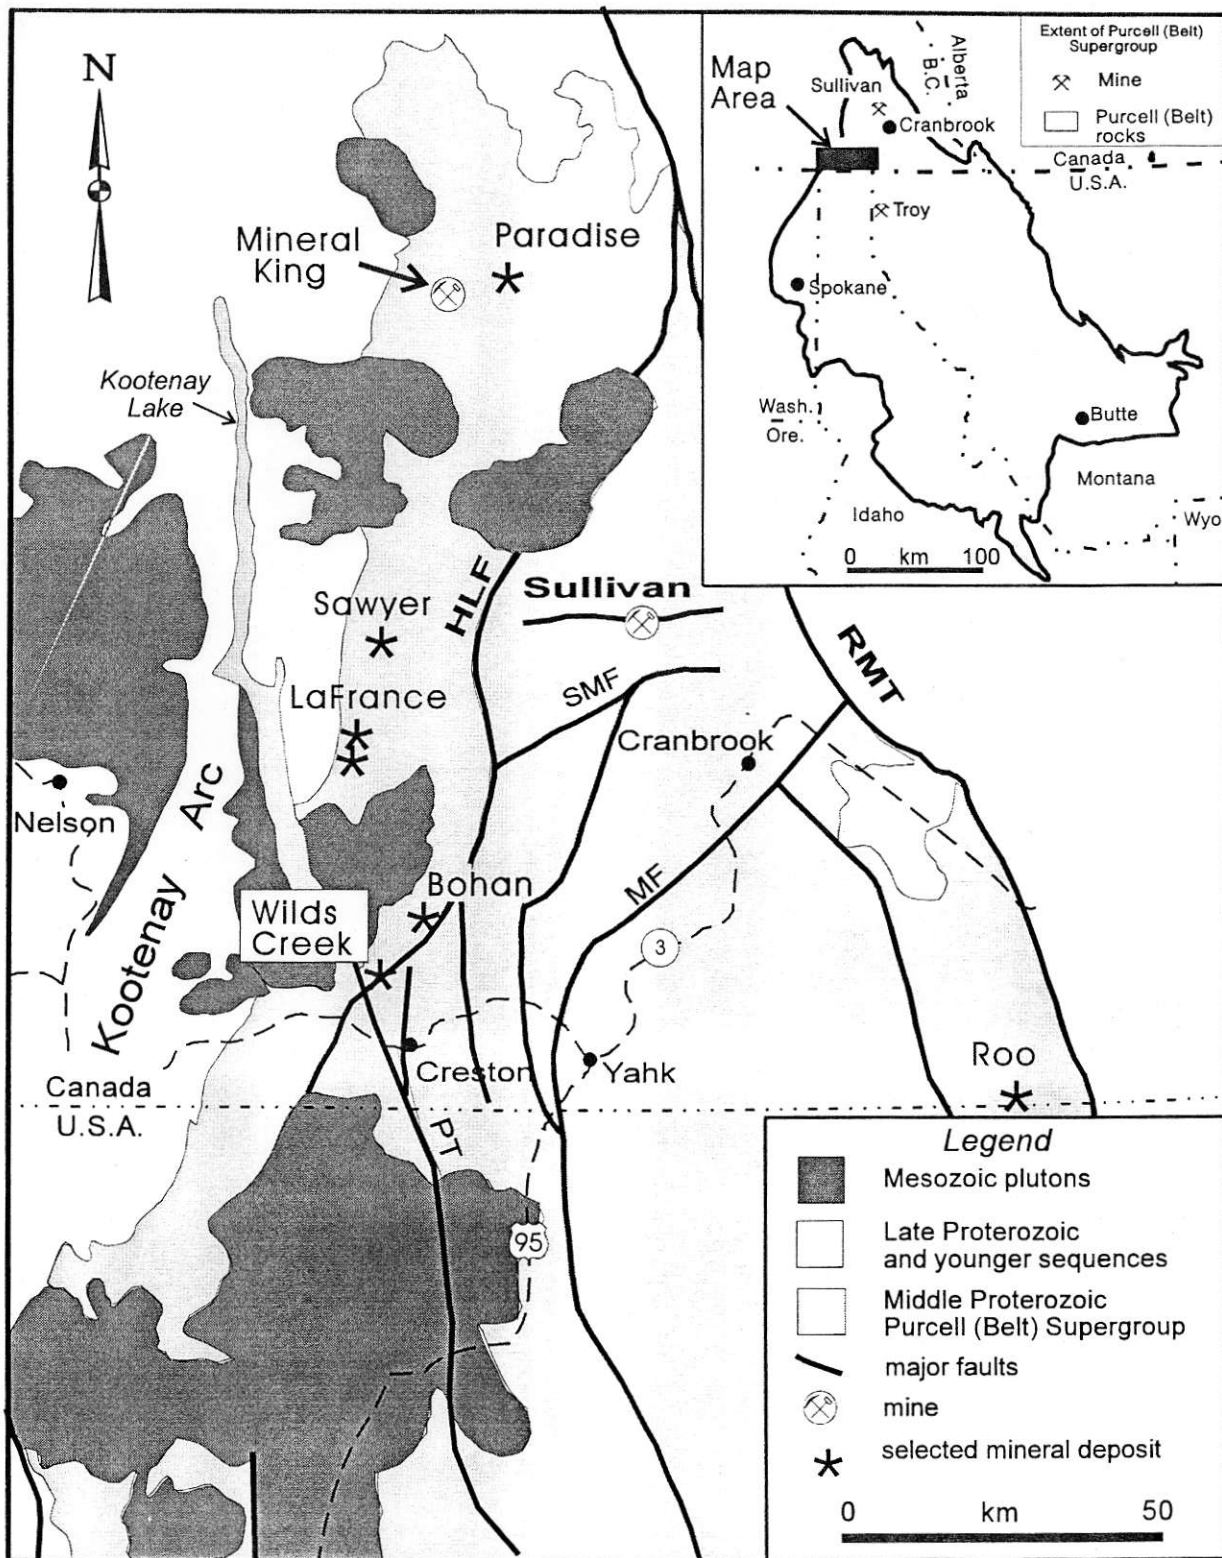 N
Mineral
King
Paradise
Kootenay
Lake
Sawyer
LaFrance
HLF
Sullivan
SMF
RMT
Cranbrook
Nelson
Kootenay Arc
Bohan
Wilds
Creek
MF
3
Creston
Yahk
Roo
Canada
U.S.A.
PT
95
Map
Area
Sullivan
Alberta
B.C.
Cranbrook
Extent of Purcell (Belt)
Supergroup
Mine
Purcell (Belt)
rocks
Canada
U.S.A.
Troy
Spokane
Wash.
Ore.
Butte
Montana
Idaho
Wyo
0 km 100
Legend
Mesozoic plutons
Late Proterozoic
and younger sequences
Middle Proterozoic
Purcell (Belt) Supergroup
major faults
mine
selected mineral deposit
0 km 50